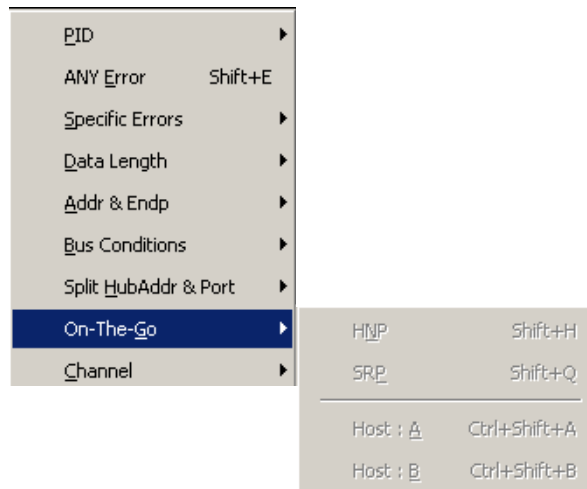 PID
ANY Error Shift+E
Specific Errors
Data Length
Addr & Endp
Bus Conditions
Split HubAddr & Port
On-The-Go
Channel
HNP Shift+H
SRP Shift+Q
Host : A Ctrl+Shift+A
Host : B Ctrl+Shift+B